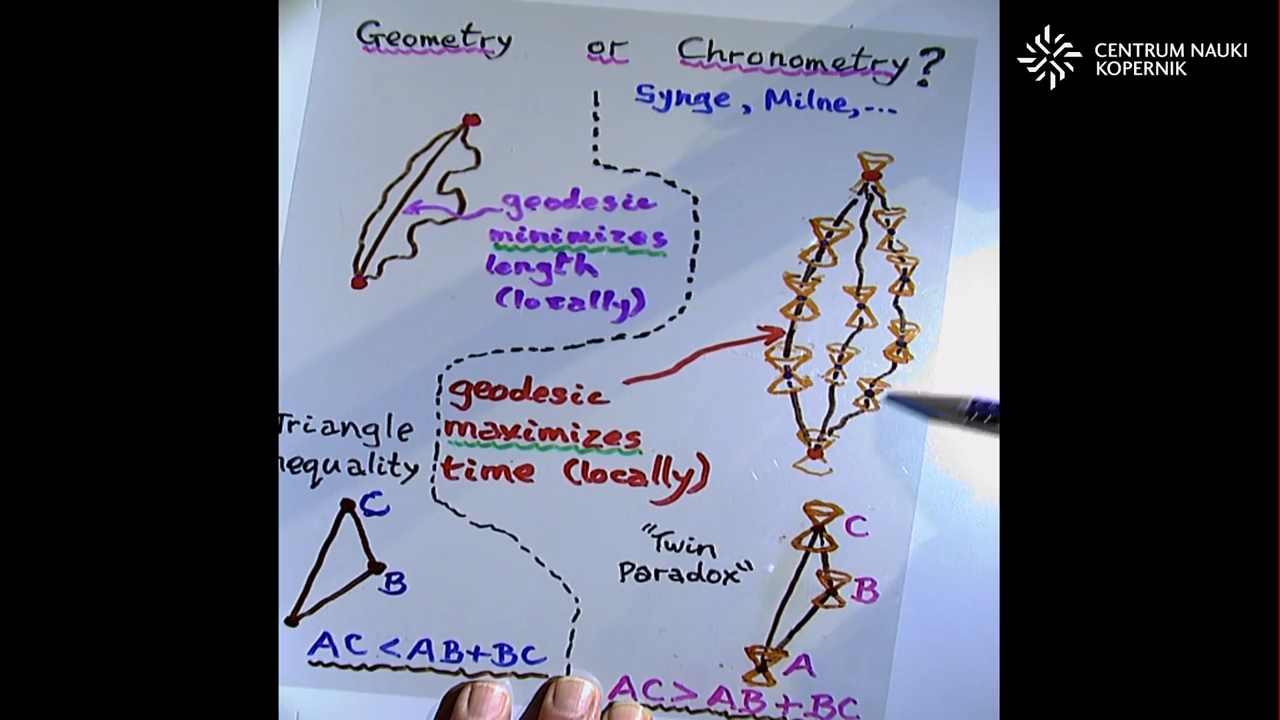 Geometry or Chronometry?
Synge, Milne,...
geodesic
minimizes
length
(locally)
geodesic
maximizes
time (locally)
Triangle
nequality
C
B
AC < AB + BC
"Twin
Paradox"
C
B
A
AC > AB + BC
CENTRUM NAUKI
KOPERNIK